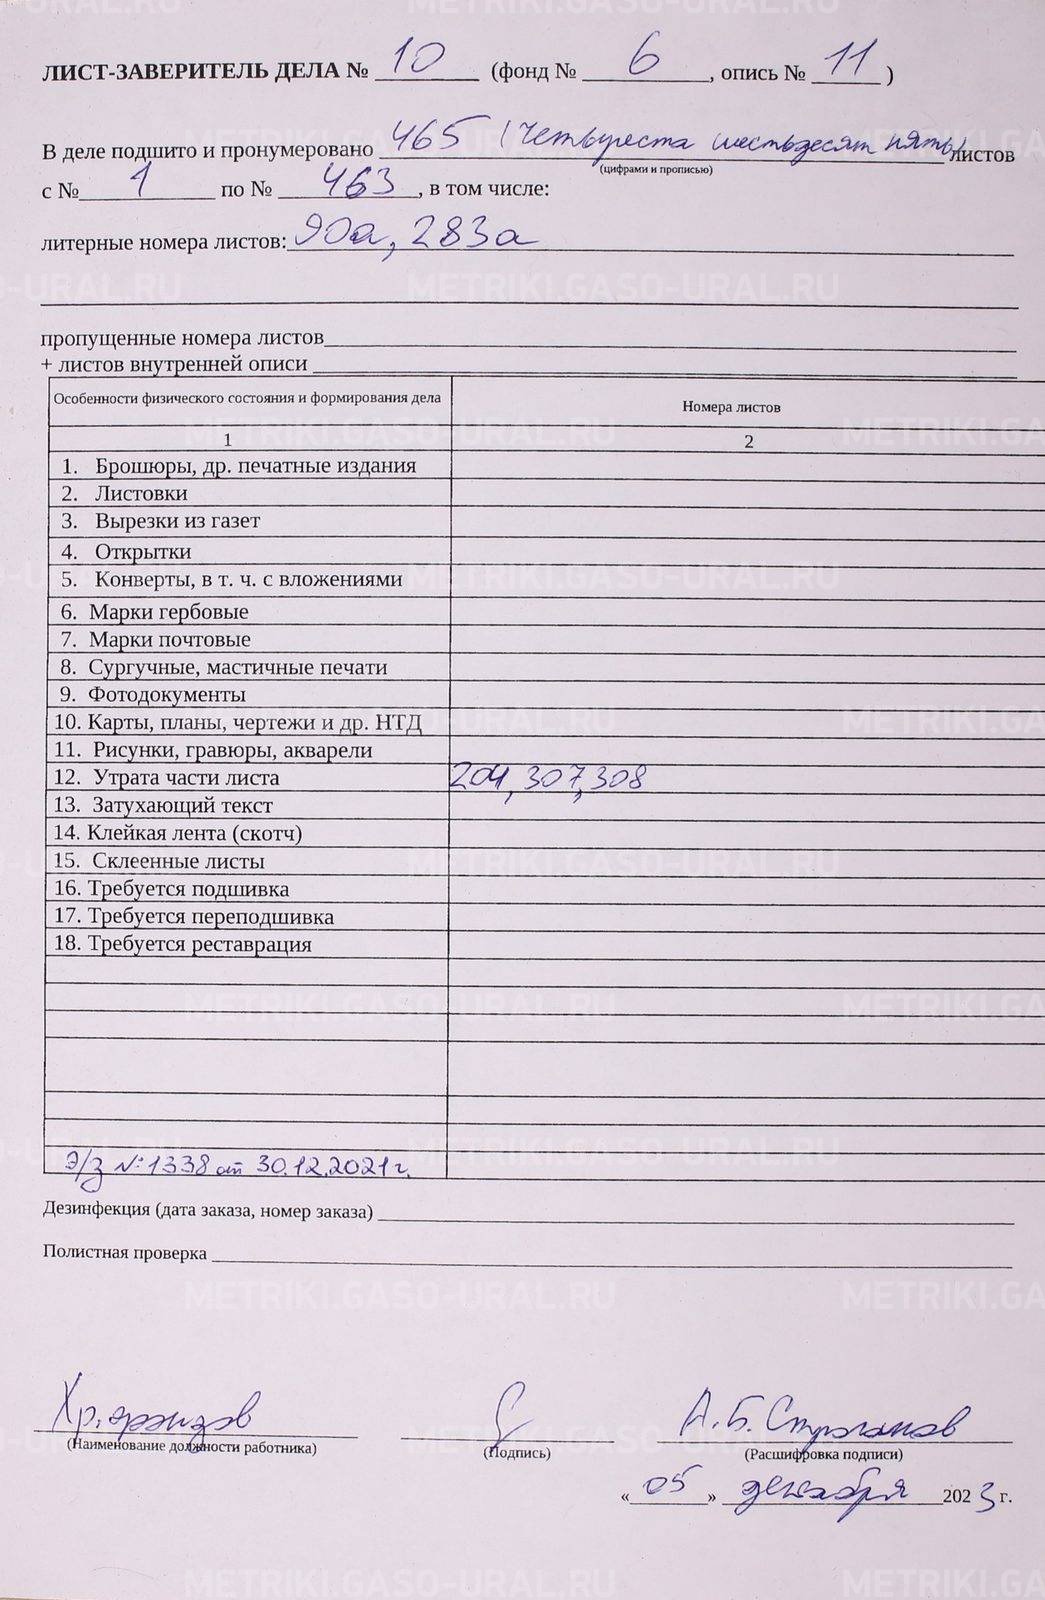 ЛИСТ-ЗАВЕРИТЕЛЬ ДЕЛА № 10 (фонд № 6, опись № 11)
В деле подшито и пронумеровано 465 (Четыреста шестьдесят пять) листов
(цифрами и прописью)
с № 1 по № 463, в том числе:
литерные номера листов: 90а, 283а
пропущенные номера листов
+ листов внутренней описи
Особенности физического состояния и формирования дела Номера листов
1 2
1. Брошюры, др. печатные издания
2. Листовки
3. Вырезки из газет
4. Открытки
5. Конверты, в т. ч. с вложениями
6. Марки гербовые
7. Марки почтовые
8. Сургучные, мастичные печати
9. Фотодокументы
10. Карты, планы, чертежи и др. НТД
11. Рисунки, гравюры, акварели
12. Утрата части листа 204, 307, 308
13. Затухающий текст
14. Клейкая лента (скотч)
15. Склеенные листы
16. Требуется подшивка
17. Требуется переподшивка
18. Требуется реставрация
Э/з №1338 от 30.12.2021 г.
Дезинфекция (дата заказа, номер заказа)
Полистная проверка
Хр. фондов А.Б. Строганов
(Наименование должности работника) (Подпись) (Расшифровка подписи)
«05» декабря 2023 г.
METRIKI.GASO-URAL.RU